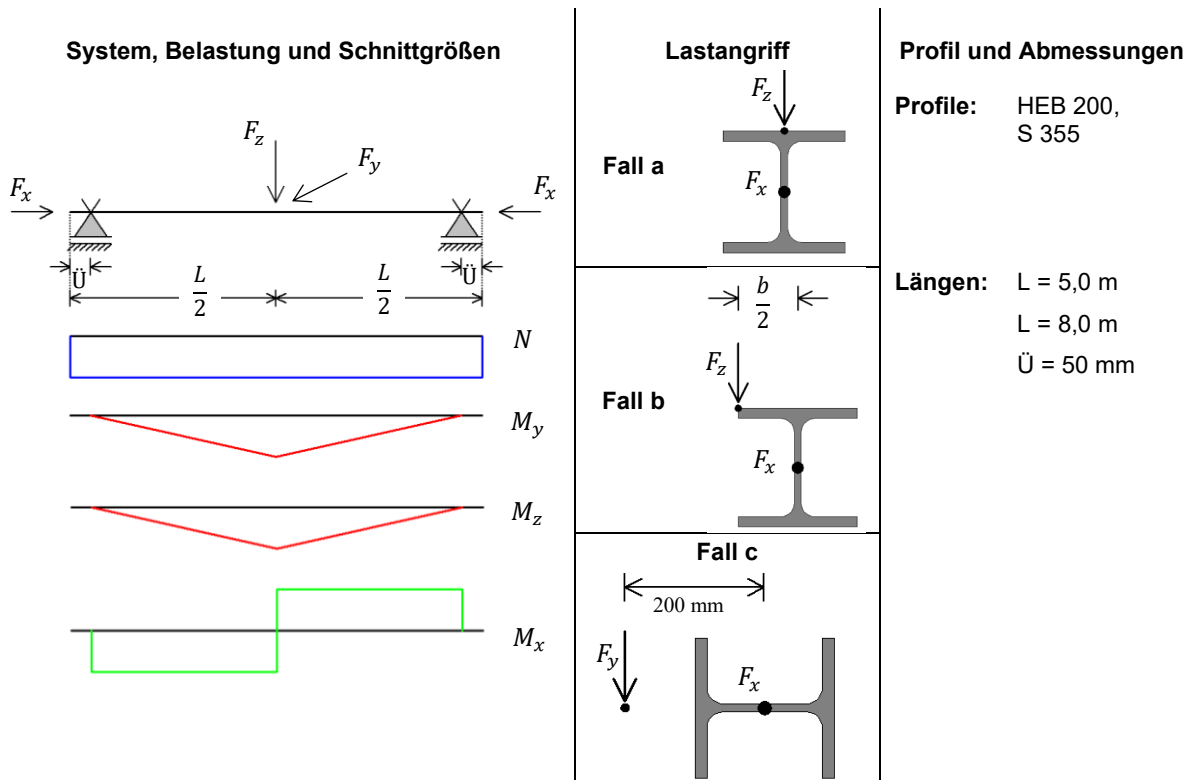 System, Belastung und Schnittgrößen
F_z
F_y
F_x
F_x
Ü
L/2
L/2
Ü
N
M_y
M_z
M_x
Lastangriff
F_z
Fall a
F_x
b/2
F_z
Fall b
F_x
Fall c
200 mm
F_y
F_x
Profil und Abmessungen
Profile: HEB 200,
S 355
Längen: L = 5,0 m
L = 8,0 m
Ü = 50 mm